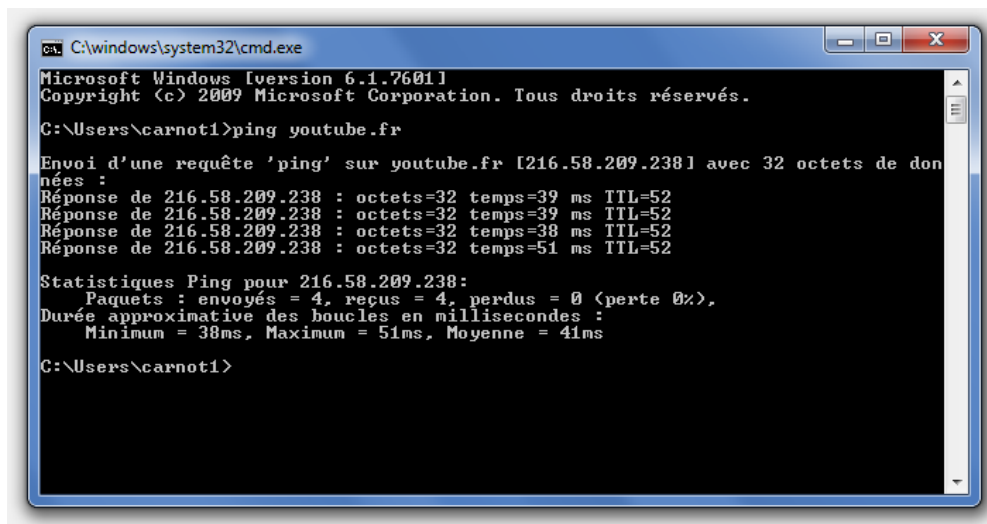 C:\windows\system32\cmd.exe
Microsoft Windows [version 6.1.7601]
Copyright (c) 2009 Microsoft Corporation. Tous droits réservés.
C:\Users\carnot1>ping youtube.fr
Envoi d'une requête 'ping' sur youtube.fr [216.58.209.238] avec 32 octets de don
nées :
Réponse de 216.58.209.238 : octets=32 temps=39 ms TTL=52
Réponse de 216.58.209.238 : octets=32 temps=39 ms TTL=52
Réponse de 216.58.209.238 : octets=32 temps=38 ms TTL=52
Réponse de 216.58.209.238 : octets=32 temps=51 ms TTL=52
Statistiques Ping pour 216.58.209.238:
Paquets : envoyés = 4, reçus = 4, perdus = 0 (perte 0%),
Durée approximative des boucles en millisecondes :
Minimum = 38ms, Maximum = 51ms, Moyenne = 41ms
C:\Users\carnot1>